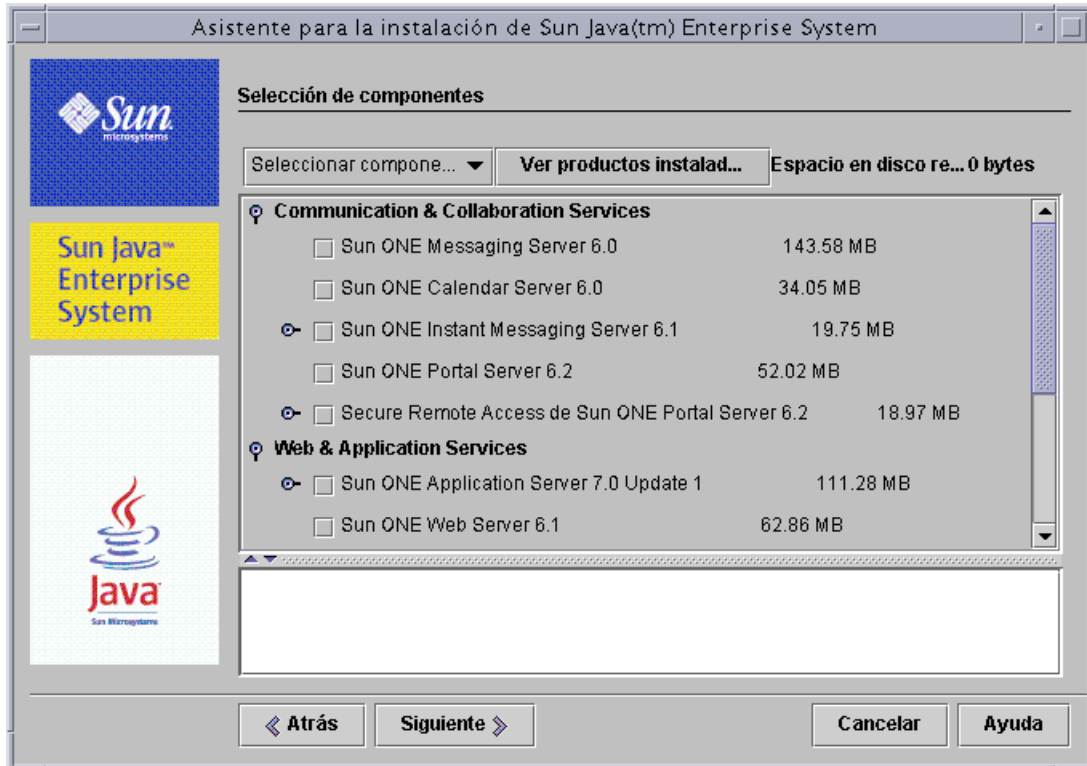 Asistente para la instalación de Sun Java(tm) Enterprise System
Sun
microsystems
Sun Java™
Enterprise
System
Java
Sun Microsystems
Selección de componentes
Seleccionar compone... Ver productos instalad... Espacio en disco re... 0 bytes
Communication & Collaboration Services
Sun ONE Messaging Server 6.0 143.58 MB
Sun ONE Calendar Server 6.0 34.05 MB
Sun ONE Instant Messaging Server 6.1 19.75 MB
Sun ONE Portal Server 6.2 52.02 MB
Secure Remote Access de Sun ONE Portal Server 6.2 18.97 MB
Web & Application Services
Sun ONE Application Server 7.0 Update 1 111.28 MB
Sun ONE Web Server 6.1 62.86 MB
Atrás Siguiente Cancelar Ayuda